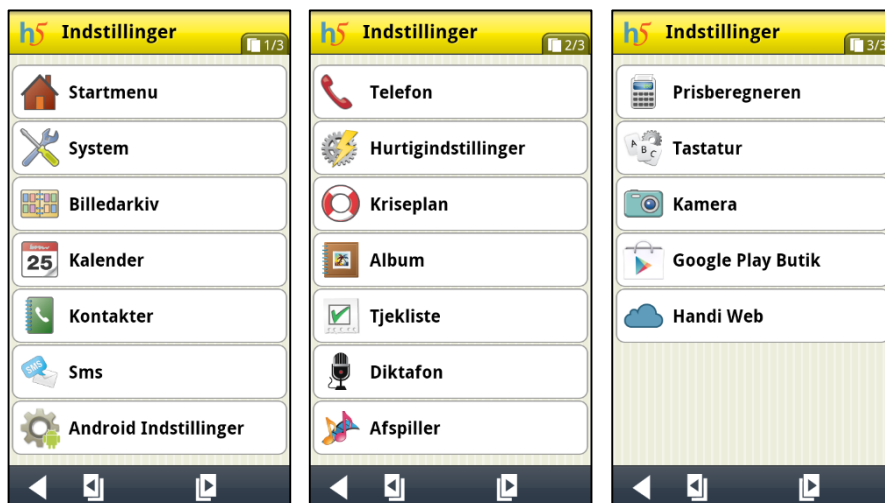 h5 Indstillinger 1/3
Startmenu
System
Billedarkiv
25 Kalender
Kontakter
SMS Sms
Android Indstillinger
h5 Indstillinger 2/3
Telefon
Hurtigindstillinger
Kriseplan
Album
Tjekliste
Diktafon
Afspiller
h5 Indstillinger 3/3
Prisberegneren
A B C Tastatur
Kamera
Google Play Butik
Handi Web